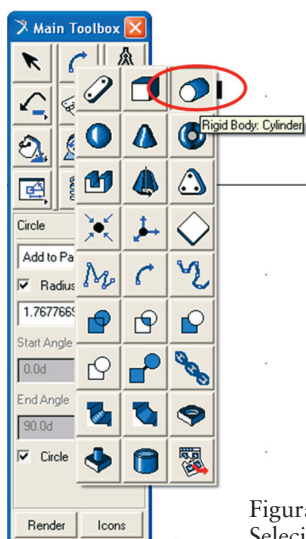 Main Toolbox
Rigid Body: Cylinder
Circle
Add to Pa
Radius
1.7677669
Start Angle
0.0d
End Angle
90.0d
Circle
Render Icons
Figura